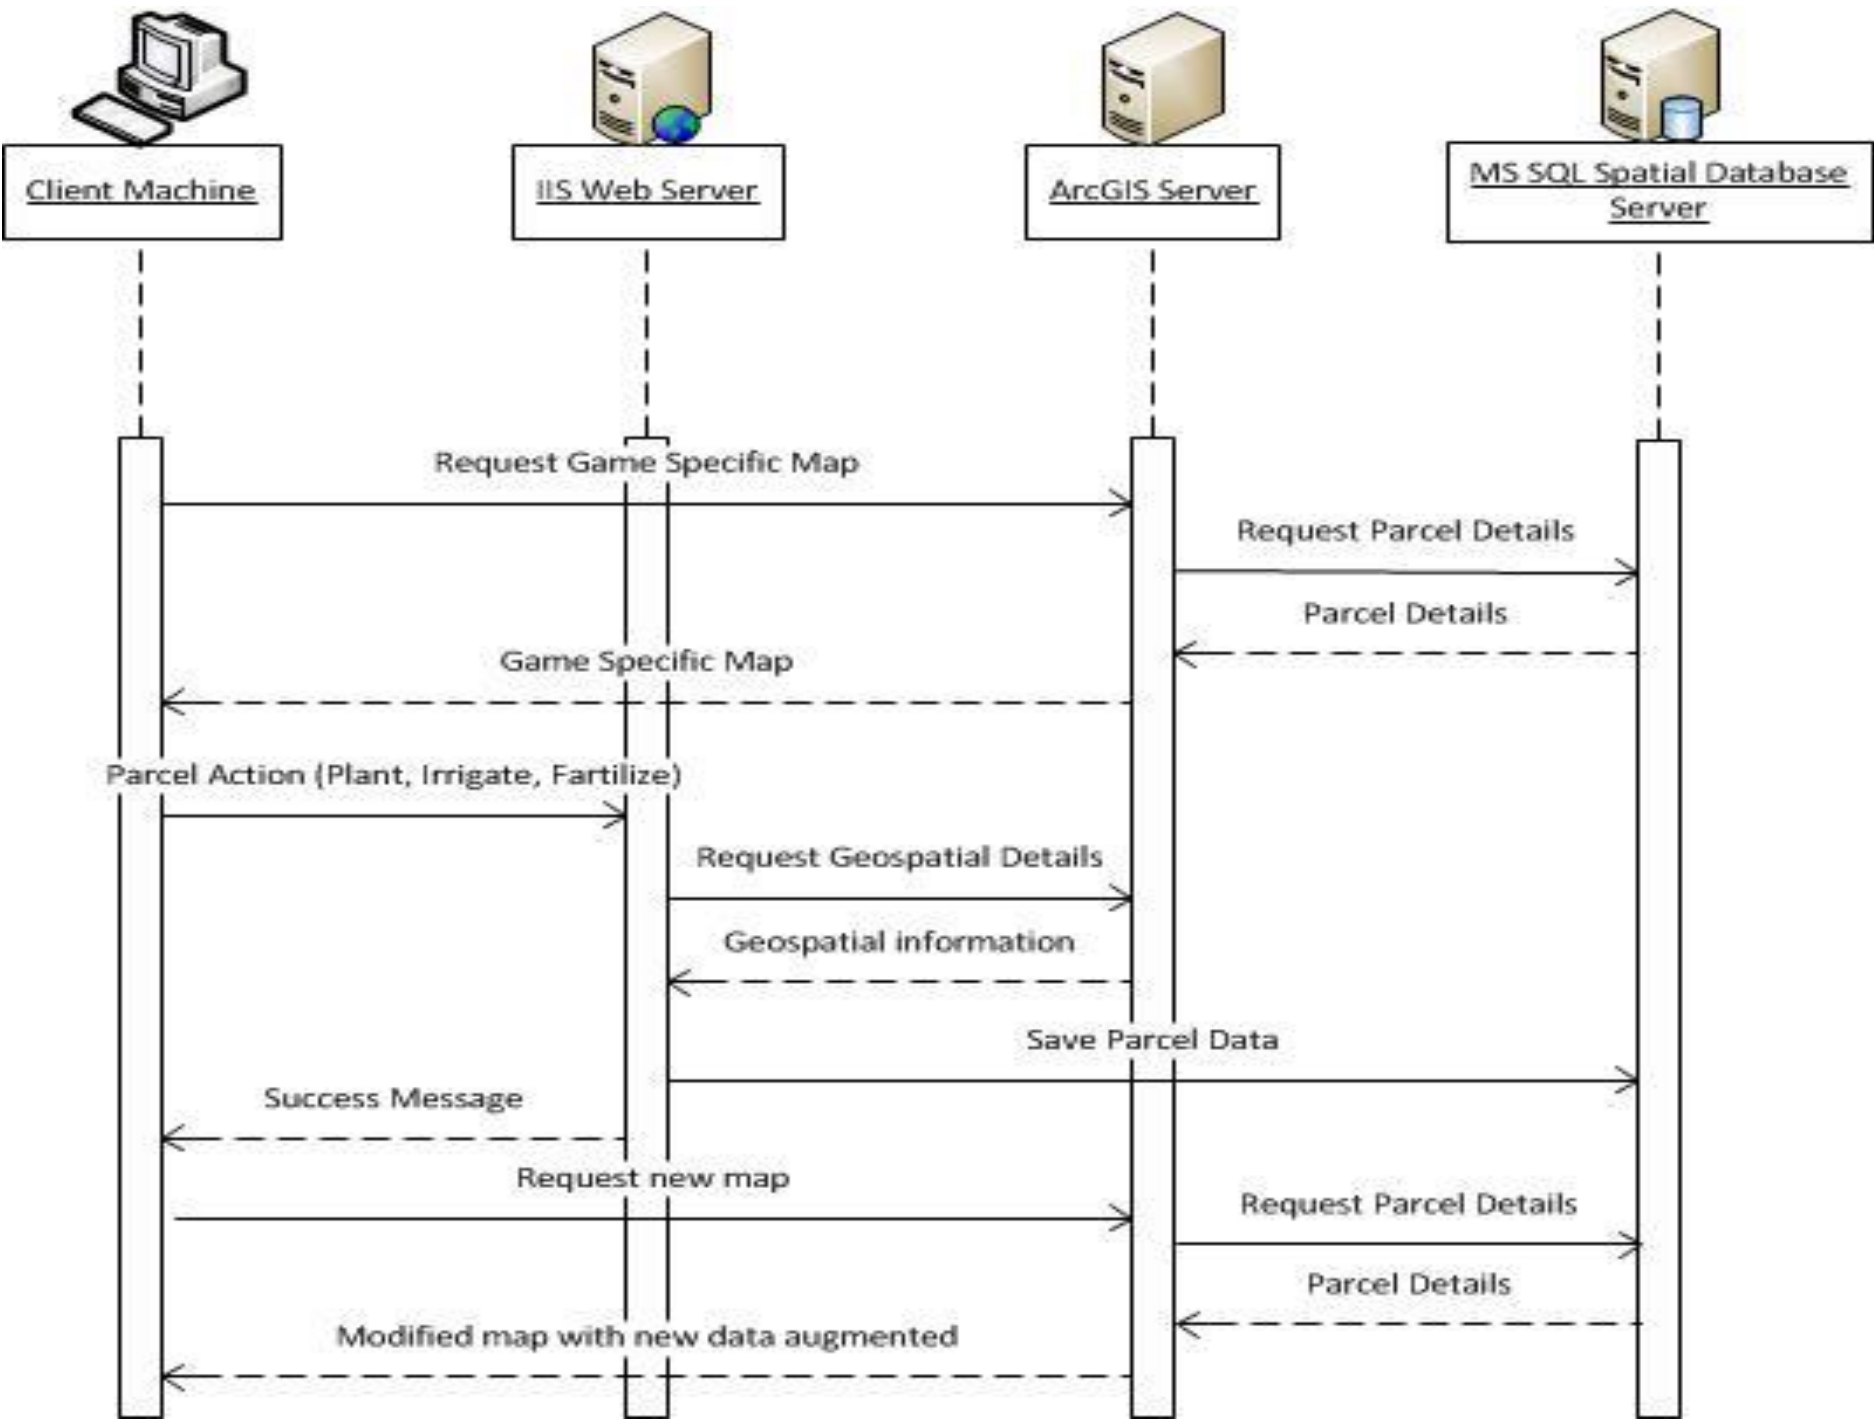 Client Machine
IIS Web Server
ArcGIS Server
MS SQL Spatial Database
Server
Request Game Specific Map
Request Parcel Details
Parcel Details
Game Specific Map
Parcel Action (Plant, Irrigate, Fartilize)
Request Geospatial Details
Geospatial information
Save Parcel Data
Success Message
Request new map
Request Parcel Details
Parcel Details
Modified map with new data augmented